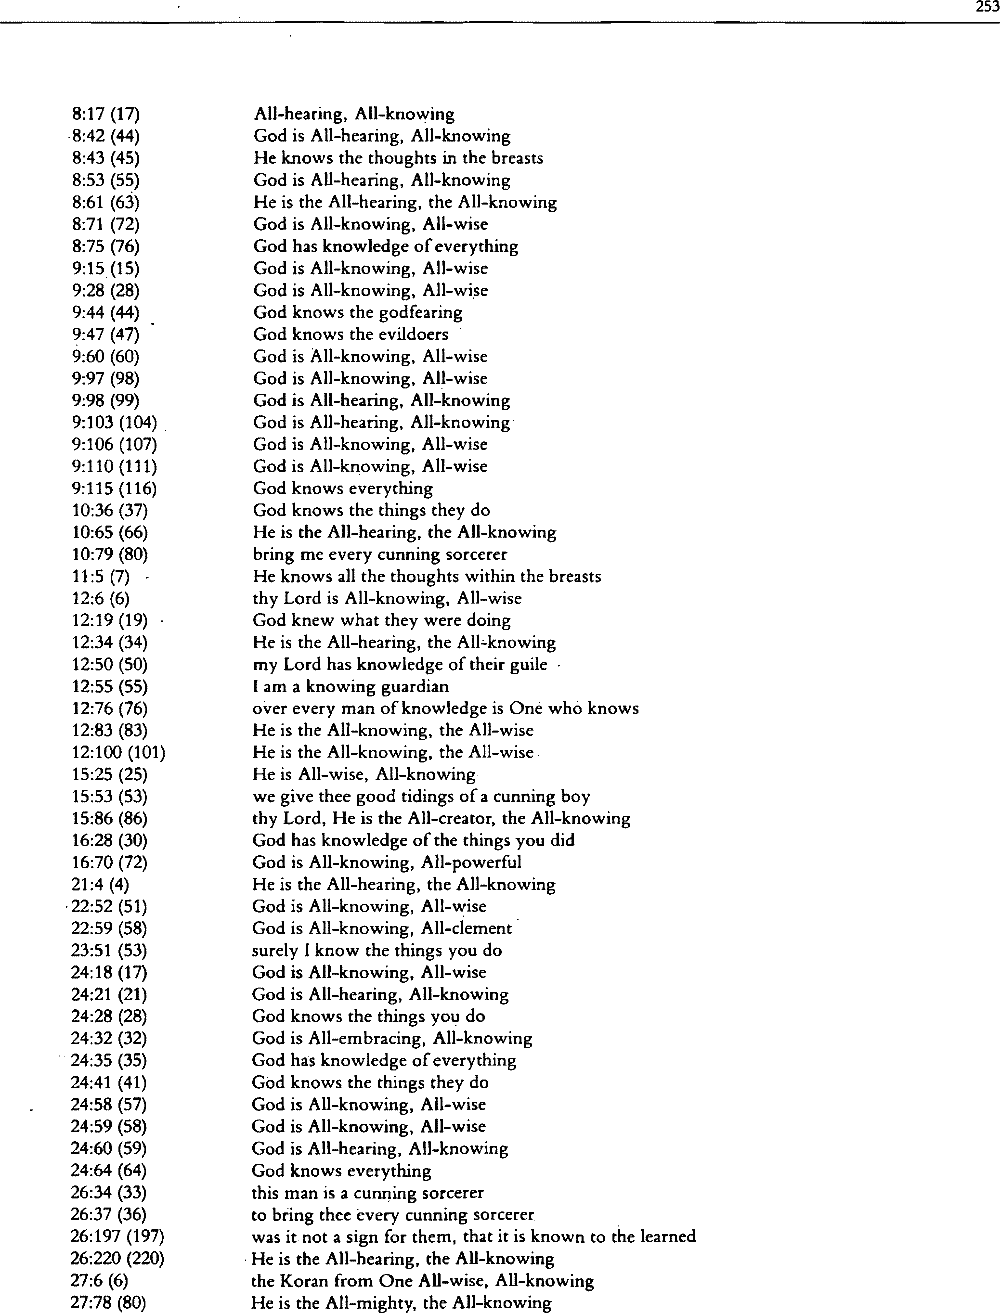 253
8:17 (17) All-hearing, All-knowing
8:42 (44) God is All-hearing, All-knowing
8:43 (45) He knows the thoughts in the breasts
8:53 (55) God is All-hearing, All-knowing
8:61 (63) He is the All-hearing, the All-knowing
8:71 (72) God is All-knowing, All-wise
8:75 (76) God has knowledge of everything
9:15 (15) God is All-knowing, All-wise
9:28 (28) God is All-knowing, All-wise
9:44 (44) God knows the godfearing
9:47 (47) God knows the evildoers
9:60 (60) God is All-knowing, All-wise
9:97 (98) God is All-knowing, All-wise
9:98 (99) God is All-hearing, All-knowing
9:103 (104) God is All-hearing, All-knowing
9:106 (107) God is All-knowing, All-wise
9:110 (111) God is All-knowing, All-wise
9:115 (116) God knows everything
10:36 (37) God knows the things they do
10:65 (66) He is the All-hearing, the All-knowing
10:79 (80) bring me every cunning sorcerer
11:5 (7) He knows all the thoughts within the breasts
12:6 (6) thy Lord is All-knowing, All-wise
12:19 (19) God knew what they were doing
12:34 (34) He is the All-hearing, the All-knowing
12:50 (50) my Lord has knowledge of their guile
12:55 (55) I am a knowing guardian
12:76 (76) over every man of knowledge is One who knows
12:83 (83) He is the All-knowing, the All-wise
12:100 (101) He is the All-knowing, the All-wise
15:25 (25) He is All-wise, All-knowing
15:53 (53) we give thee good tidings of a cunning boy
15:86 (86) thy Lord, He is the All-creator, the All-knowing
16:28 (30) God has knowledge of the things you did
16:70 (72) God is All-knowing, All-powerful
21:4 (4) He is the All-hearing, the All-knowing
22:52 (51) God is All-knowing, All-wise
22:59 (58) God is All-knowing, All-clement
23:51 (53) surely I know the things you do
24:18 (17) God is All-knowing, All-wise
24:21 (21) God is All-hearing, All-knowing
24:28 (28) God knows the things you do
24:32 (32) God is All-embracing, All-knowing
24:35 (35) God has knowledge of everything
24:41 (41) God knows the things they do
24:58 (57) God is All-knowing, All-wise
24:59 (58) God is All-knowing, All-wise
24:60 (59) God is All-hearing, All-knowing
24:64 (64) God knows everything
26:34 (33) this man is a cunning sorcerer
26:37 (36) to bring thee every cunning sorcerer
26:197 (197) was it not a sign for them, that it is known to the learned
26:220 (220) He is the All-hearing, the All-knowing
27:6 (6) the Koran from One All-wise, All-knowing
27:78 (80) He is the All-mighty, the All-knowing